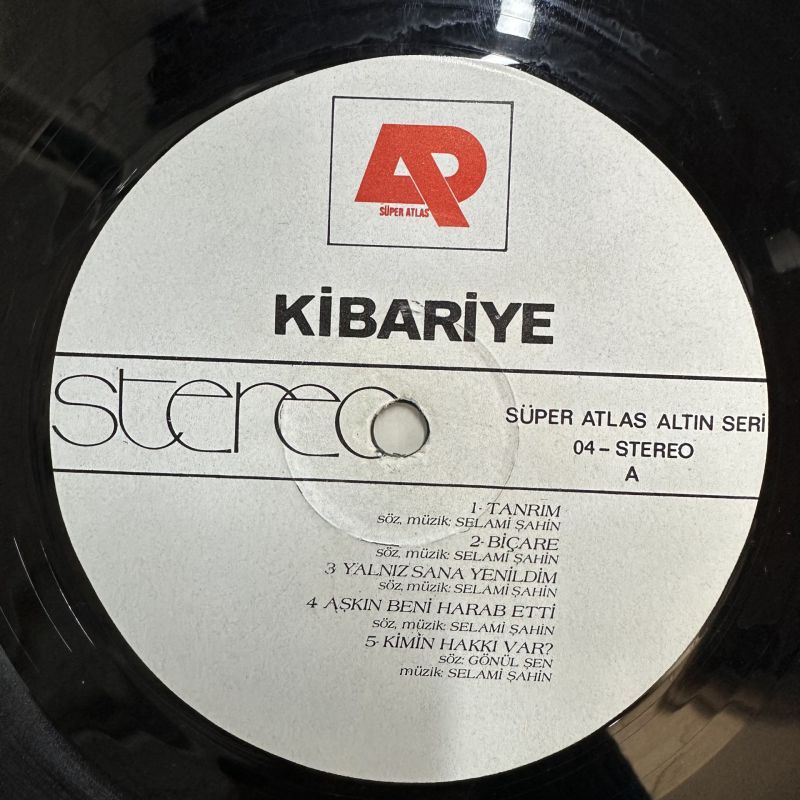 SÜPER ATLAS
KİBARİYE
stereo
SÜPER ATLAS ALTIN SERİ
04 - STEREO
A
1- TANRIM
söz, müzik: SELAMİ ŞAHİN
2- BİÇARE
söz, müzik: SELAMİ ŞAHİN
3 YALNIZ SANA YENİLDİM
söz, müzik: SELAMİ ŞAHİN
4 AŞKIN BENİ HARAB ETTİ
söz, müzik: SELAMİ ŞAHİN
5- KİMİN HAKKI VAR?
söz: GÖNÜL ŞEN
müzik: SELAMİ ŞAHİN